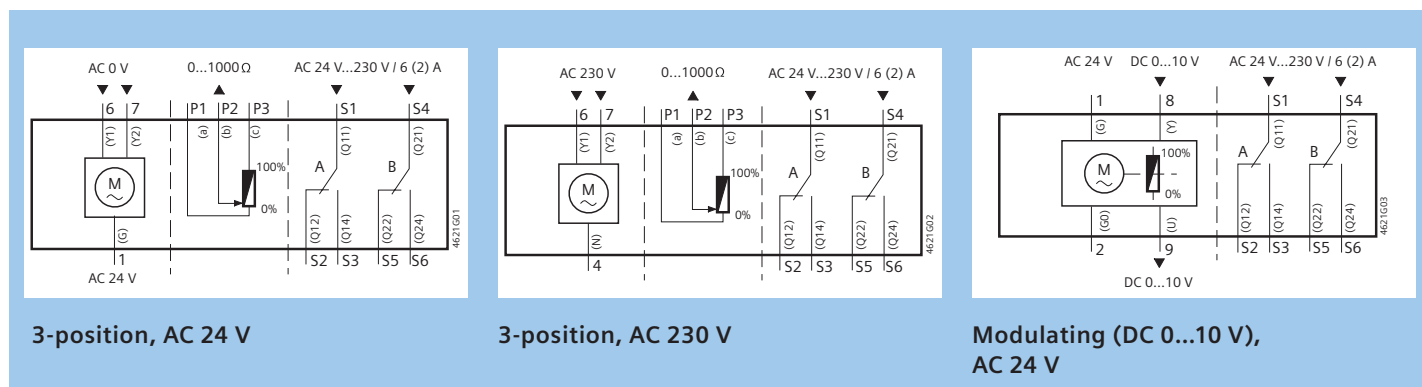 AC 0 V 0...1000 Ω AC 24 V...230 V / 6 (2) A
6 7 P1 P2 P3 S1 S4
(Y1) (Y2) (a) (b) (c) (Q11) (Q21)
M A B
100%
0%
(G) (Q12) (Q14) (Q22) (Q24)
1 S2 S3 S5 S6
AC 24 V
4621G01
3-position, AC 24 V
AC 230 V 0...1000 Ω AC 24 V...230 V / 6 (2) A
6 7 P1 P2 P3 S1 S4
(Y1) (Y2) (a) (b) (c) (Q11) (Q21)
M A B
100%
0%
(N) (Q12) (Q14) (Q22) (Q24)
4 S2 S3 S5 S6
4621G02
3-position, AC 230 V
AC 24 V DC 0...10 V AC 24 V...230 V / 6 (2) A
1 8 S1 S4
(G) (Y) (Q11) (Q21)
M 100% A B
0%
(G0) (U) (Q12) (Q14) (Q22) (Q24)
2 9 S2 S3 S5 S6
DC 0...10 V
4621G03
Modulating (DC 0...10 V),
AC 24 V